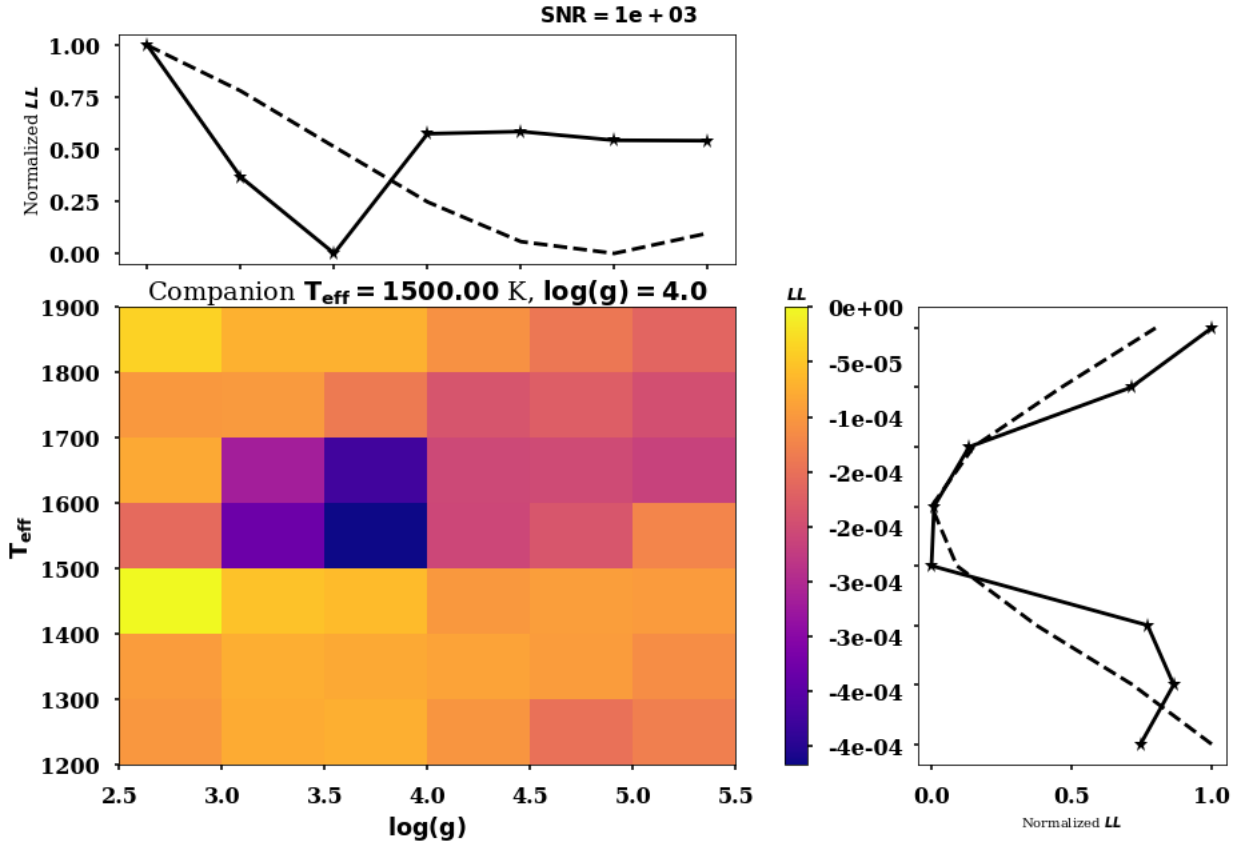 SNR = 1e + 03
1.00
0.75
0.50
0.25
0.00
Normalized LL
Companion T_eff = 1500.00 K, log(g) = 4.0
1900
1800
1700
1600
1500
1400
1300
1200
T_eff
2.5 3.0 3.5 4.0 4.5 5.0 5.5
log(g)
LL
0e+00
-5e-05
-1e-04
-2e-04
-2e-04
-3e-04
-3e-04
-4e-04
-4e-04
0.0 0.5 1.0
Normalized LL